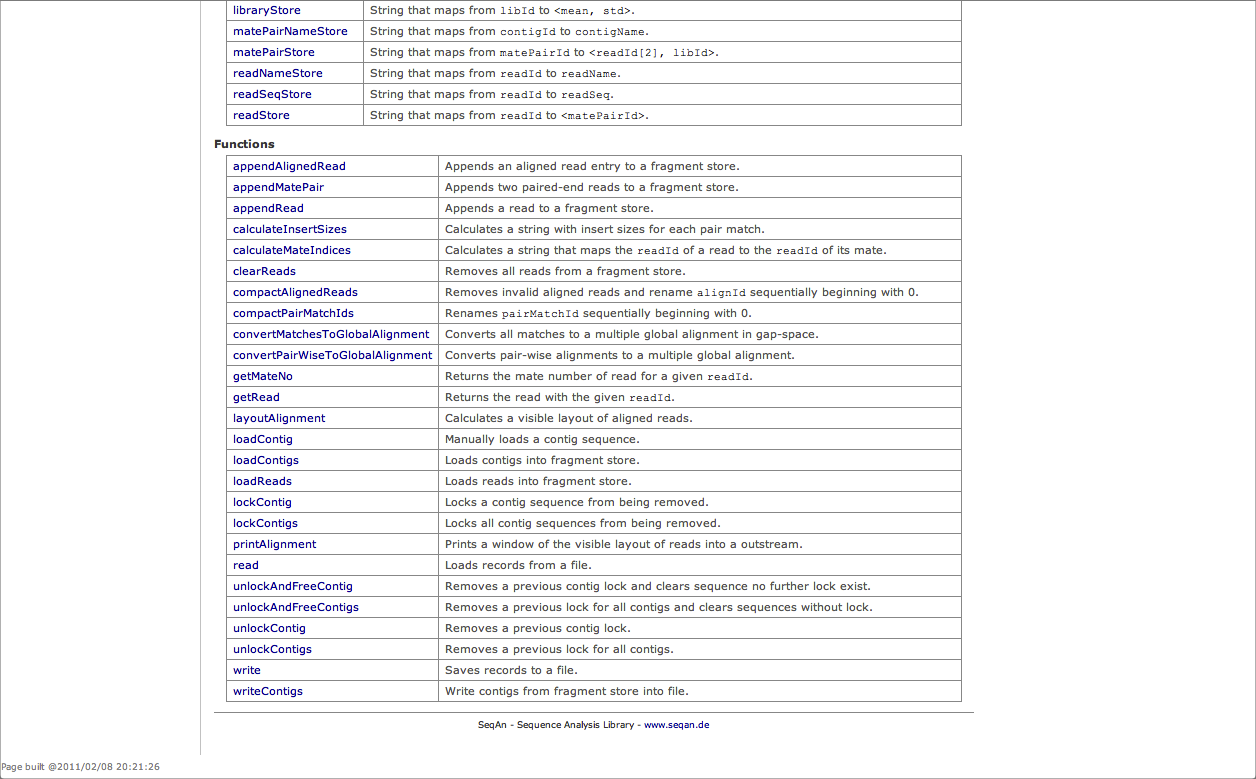 libraryStore String that maps from libId to <mean, std>.
matePairNameStore String that maps from contigId to contigName.
matePairStore String that maps from matePairId to <readId[2], libId>.
readNameStore String that maps from readId to readName.
readSeqStore String that maps from readId to readSeq.
readStore String that maps from readId to <matePairId>.
Functions
appendAlignedRead Appends an aligned read entry to a fragment store.
appendMatePair Appends two paired-end reads to a fragment store.
appendRead Appends a read to a fragment store.
calculateInsertSizes Calculates a string with insert sizes for each pair match.
calculateMateIndices Calculates a string that maps the readId of a read to the readId of its mate.
clearReads Removes all reads from a fragment store.
compactAlignedReads Removes invalid aligned reads and rename alignId sequentially beginning with 0.
compactPairMatchIds Renames pairMatchId sequentially beginning with 0.
convertMatchesToGlobalAlignment Converts all matches to a multiple global alignment in gap-space.
convertPairWiseToGlobalAlignment Converts pair-wise alignments to a multiple global alignment.
getMateNo Returns the mate number of read for a given readId.
getRead Returns the read with the given readId.
layoutAlignment Calculates a visible layout of aligned reads.
loadContig Manually loads a contig sequence.
loadContigs Loads contigs into fragment store.
loadReads Loads reads into fragment store.
lockContig Locks a contig sequence from being removed.
lockContigs Locks all contig sequences from being removed.
printAlignment Prints a window of the visible layout of reads into a outstream.
read Loads records from a file.
unlockAndFreeContig Removes a previous contig lock and clears sequence no further lock exist.
unlockAndFreeContigs Removes a previous lock for all contigs and clears sequences without lock.
unlockContig Removes a previous contig lock.
unlockContigs Removes a previous lock for all contigs.
write Saves records to a file.
writeContigs Write contigs from fragment store into file.
SeqAn - Sequence Analysis Library - www.seqan.de
Page built @2011/02/08 20:21:26